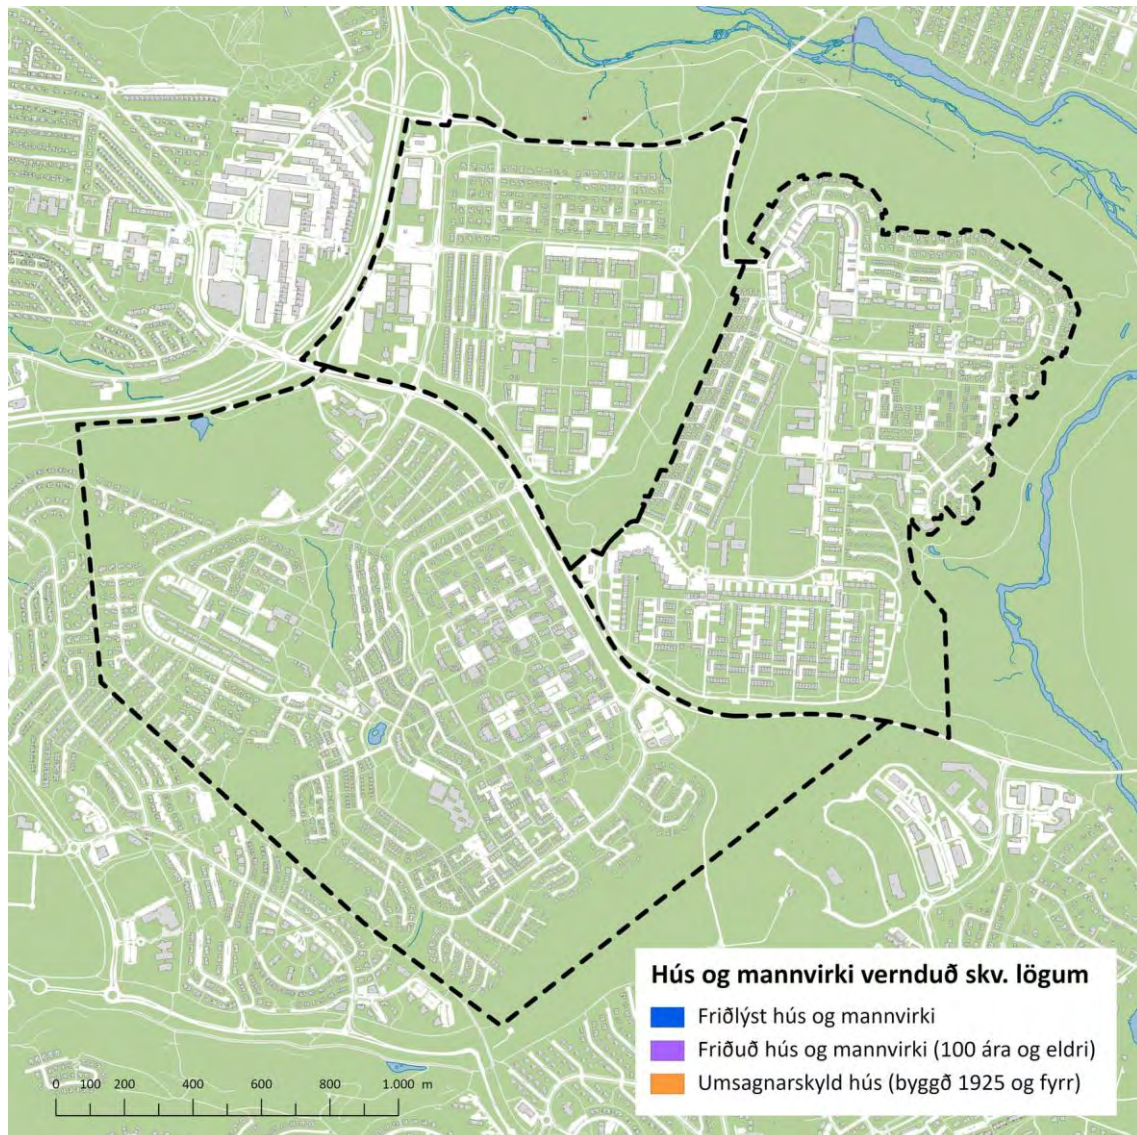 Hús og mannvirki vernduð skv. lögum
Friðlýst hús og mannvirki
Friðuð hús og mannvirki (100 ára og eldri)
Umsagnarskyld hús (byggð 1925 og fyrr)
0 100 200 400 600 800 1.000 m